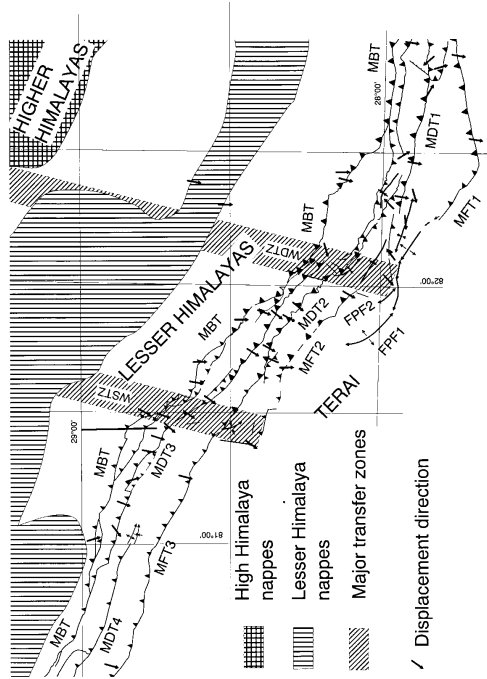 HIGHER
HIMALAYAS
LESSER HIMALAYAS
TERAI
WSTZ
WDTZ
MBT
MBT
MBT
MBT
MBT
MDT4
MDT3
MDT2
MDT1
MFT3
MFT2
MFT1
FPF2
FPF1
29°00'
28°00'
81°00'
82°00'
High Himalaya
nappes
Lesser Himalaya
nappes
Major transfer zones
Displacement direction